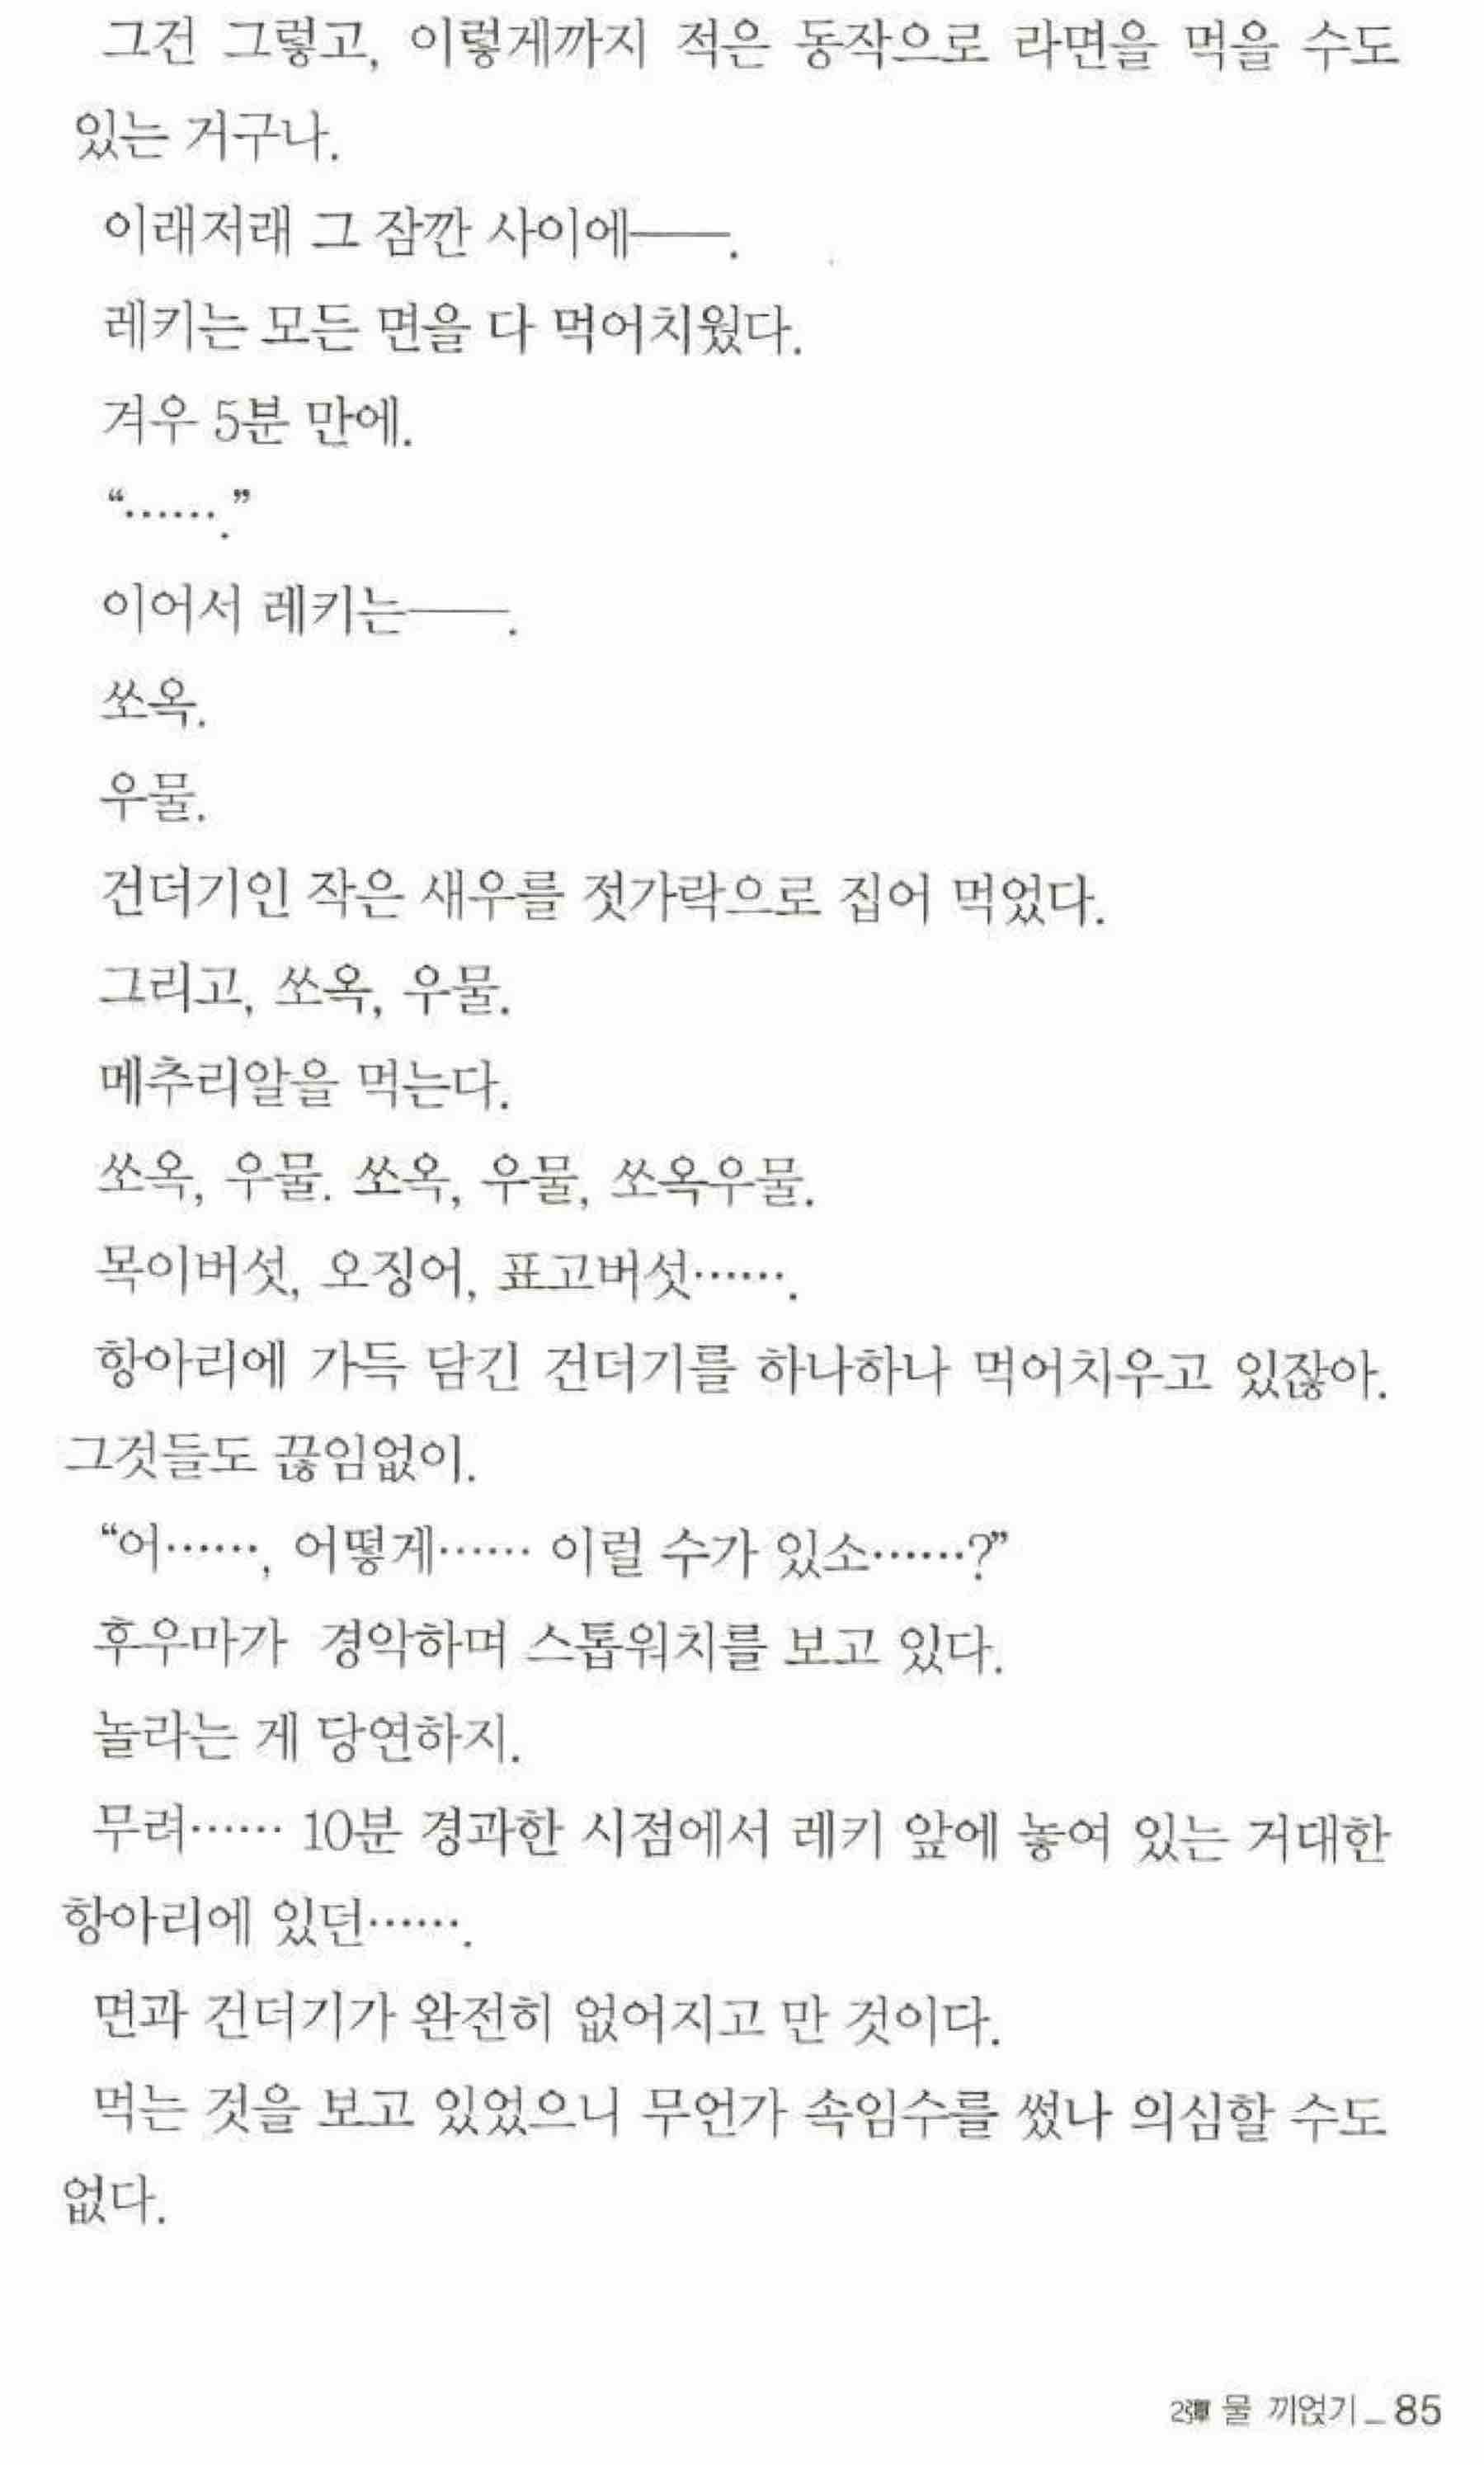 그건 그렇고, 이렇게까지 적은 동작으로 라면을 먹을 수도
있는 거구나.
이래저래 그 잠깐 사이에──.
레키는 모든 면을 다 먹어치웠다.
겨우 5분 만에.
“…….”
이어서 레키는──.
쏘옥.
우물.
건더기인 작은 새우를 젓가락으로 집어 먹었다.
그리고, 쏘옥, 우물.
메추리알을 먹는다.
쏘옥, 우물. 쏘옥, 우물, 쏘옥우물.
목이버섯, 오징어, 표고버섯…….
항아리에 가득 담긴 건더기를 하나하나 먹어치우고 있잖아.
그것들도 끊임없이.
“어……, 어떻게…… 이럴 수가 있소……?”
후우마가 경악하며 스톱워치를 보고 있다.
놀라는 게 당연하지.
무려…… 10분 경과한 시점에서 레키 앞에 놓여 있는 거대한
항아리에 있던…….
면과 건더기가 완전히 없어지고 만 것이다.
먹는 것을 보고 있었으니 무언가 속임수를 썼나 의심할 수도
없다.
2彈 물 끼얹기 _ 85